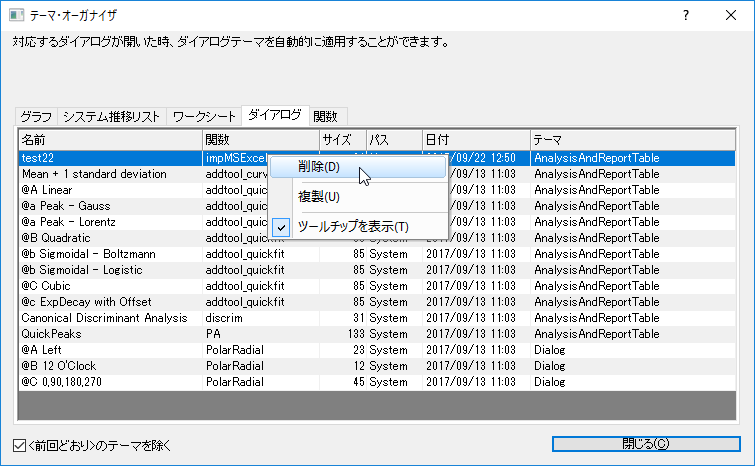 テーマ・オーガナイザ
対応するダイアログが開いた時、ダイアログテーマを自動的に適用することができます。
グラフ システム推移リスト ワークシート ダイアログ 関数
名前 関数 サイズ パス 日付 テーマ
test22 impMSExcel /09/22 12:50 AnalysisAndReportTable
Mean + 1 standard deviation addtool_curv /09/13 11:03 AnalysisAndReportTable
@A Linear addtool_quick /09/13 11:03 AnalysisAndReportTable
@a Peak - Gauss addtool_quick /09/13 11:03 AnalysisAndReportTable
@a Peak - Lorentz addtool_quick /09/13 11:03 AnalysisAndReportTable
@B Quadratic addtool_quick /09/13 11:03 AnalysisAndReportTable
削除(D)
複製(U)
ツールチップを表示(T)
@b Sigmoidal - Boltzmann addtool_quickfit 85 System 2017/09/13 11:03 AnalysisAndReportTable
@b Sigmoidal - Logistic addtool_quickfit 85 System 2017/09/13 11:03 AnalysisAndReportTable
@C Cubic addtool_quickfit 85 System 2017/09/13 11:03 AnalysisAndReportTable
@c ExpDecay with Offset addtool_quickfit 85 System 2017/09/13 11:03 AnalysisAndReportTable
Canonical Discriminant Analysis discrim 31 System 2017/09/13 11:03 AnalysisAndReportTable
QuickPeaks PA 133 System 2017/09/13 11:03 AnalysisAndReportTable
@A Left PolarRadial 23 System 2017/09/13 11:03 Dialog
@B 12 O'Clock PolarRadial 12 System 2017/09/13 11:03 Dialog
@C 0,90,180,270 PolarRadial 45 System 2017/09/13 11:03 Dialog
<前回どおり>のテーマを除く
閉じる(C)